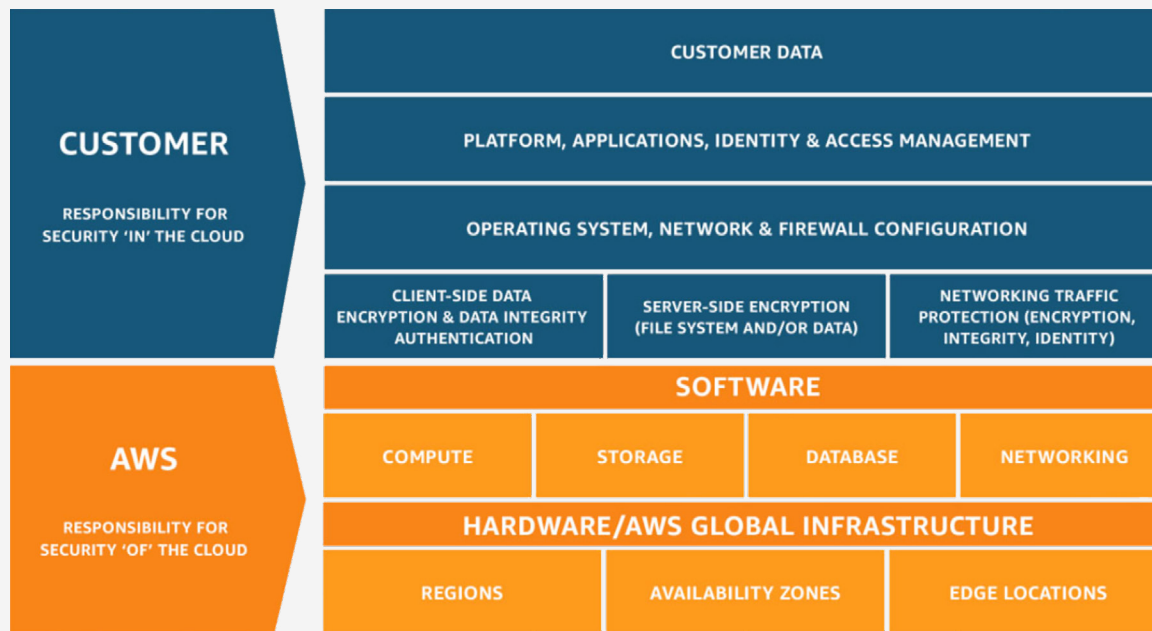 CUSTOMER
RESPONSIBILITY FOR
SECURITY ‘IN’ THE CLOUD
CUSTOMER DATA
PLATFORM, APPLICATIONS, IDENTITY & ACCESS MANAGEMENT
OPERATING SYSTEM, NETWORK & FIREWALL CONFIGURATION
CLIENT-SIDE DATA
ENCRYPTION & DATA INTEGRITY
AUTHENTICATION
SERVER-SIDE ENCRYPTION
(FILE SYSTEM AND/OR DATA)
NETWORKING TRAFFIC
PROTECTION (ENCRYPTION,
INTEGRITY, IDENTITY)
AWS
RESPONSIBILITY FOR
SECURITY ‘OF’ THE CLOUD
SOFTWARE
COMPUTE
STORAGE
DATABASE
NETWORKING
HARDWARE/AWS GLOBAL INFRASTRUCTURE
REGIONS
AVAILABILITY ZONES
EDGE LOCATIONS